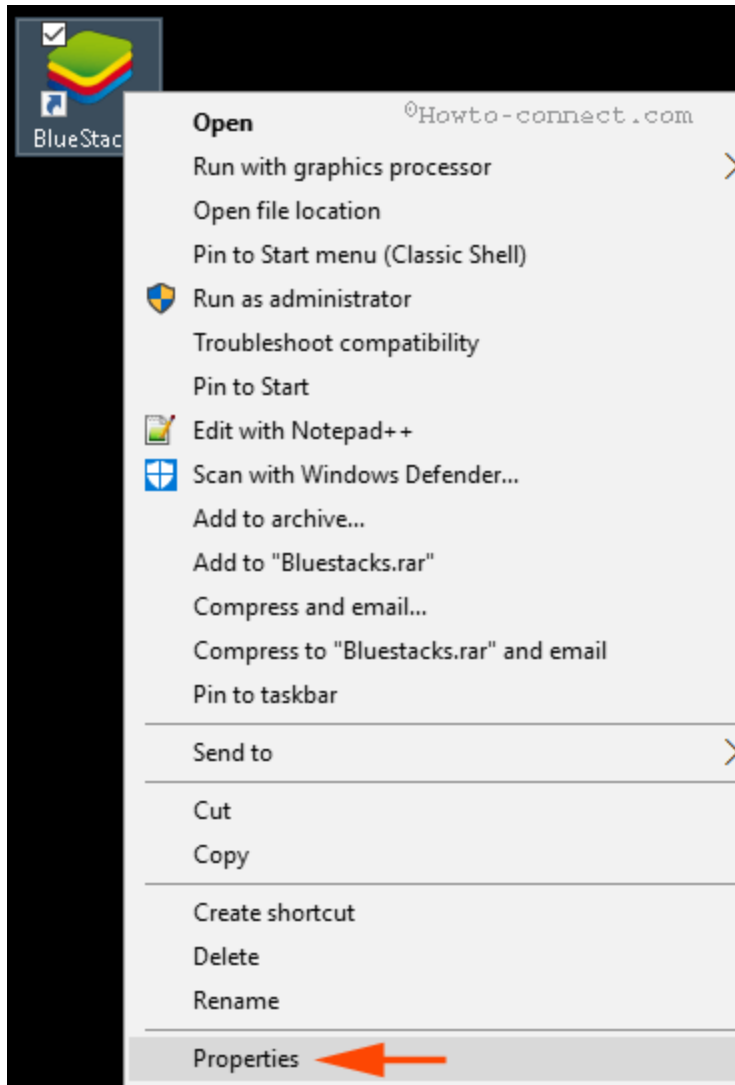 ©Howto-connect.com
BlueStac
Open
Run with graphics processor
Open file location
Pin to Start menu (Classic Shell)
Run as administrator
Troubleshoot compatibility
Pin to Start
Edit with Notepad++
Scan with Windows Defender...
Add to archive...
Add to "Bluestacks.rar"
Compress and email...
Compress to "Bluestacks.rar" and email
Pin to taskbar
Send to
Cut
Copy
Create shortcut
Delete
Rename
Properties